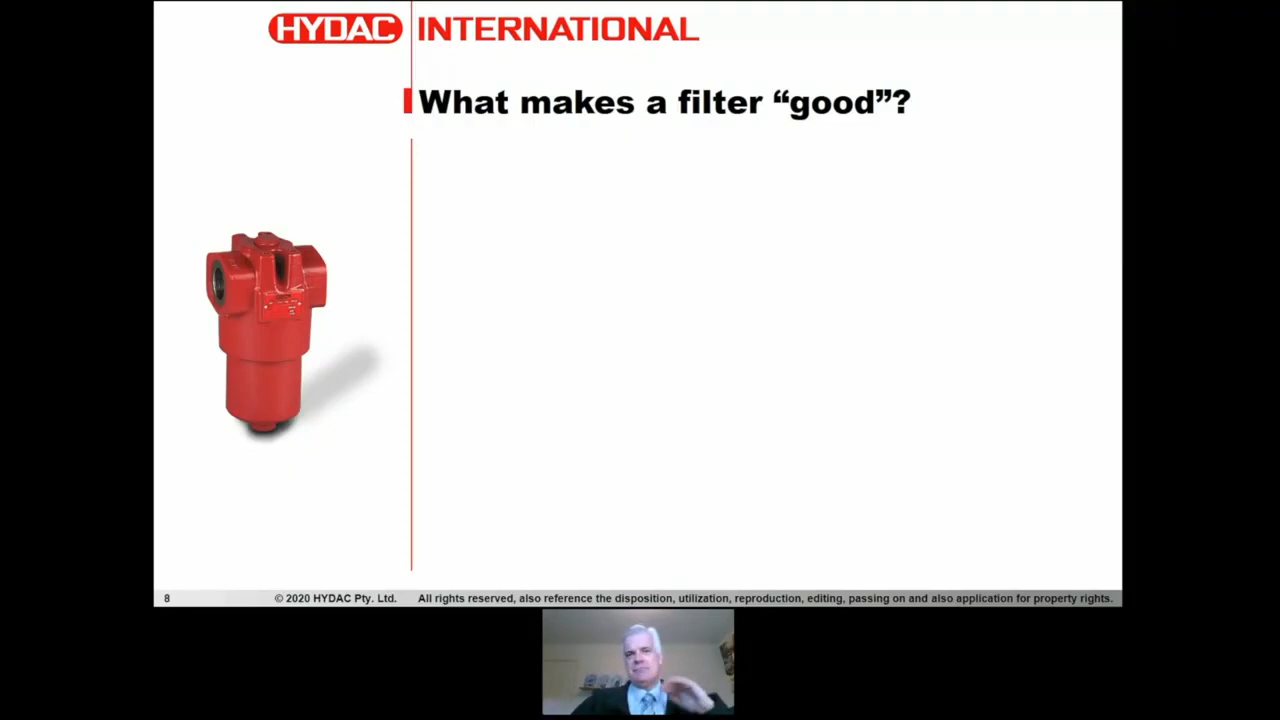 HYDAC INTERNATIONAL
What makes a filter “good”?
8 © 2020 HYDAC Pty. Ltd. All rights reserved, also reference the disposition, utilization, reproduction, editing, passing on and also application for property rights.